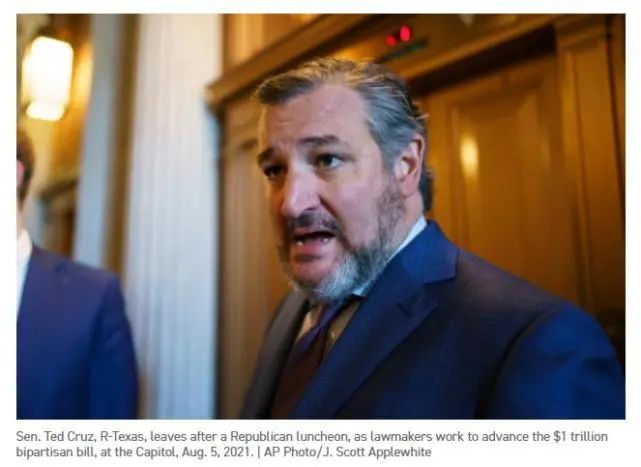 Sen. Ted Cruz, R-Texas, leaves after a Republican luncheon, as lawmakers work to advance the $1 trillion
bipartisan bill, at the Capitol, Aug. 5, 2021. | AP Photo/J. Scott Applewhite